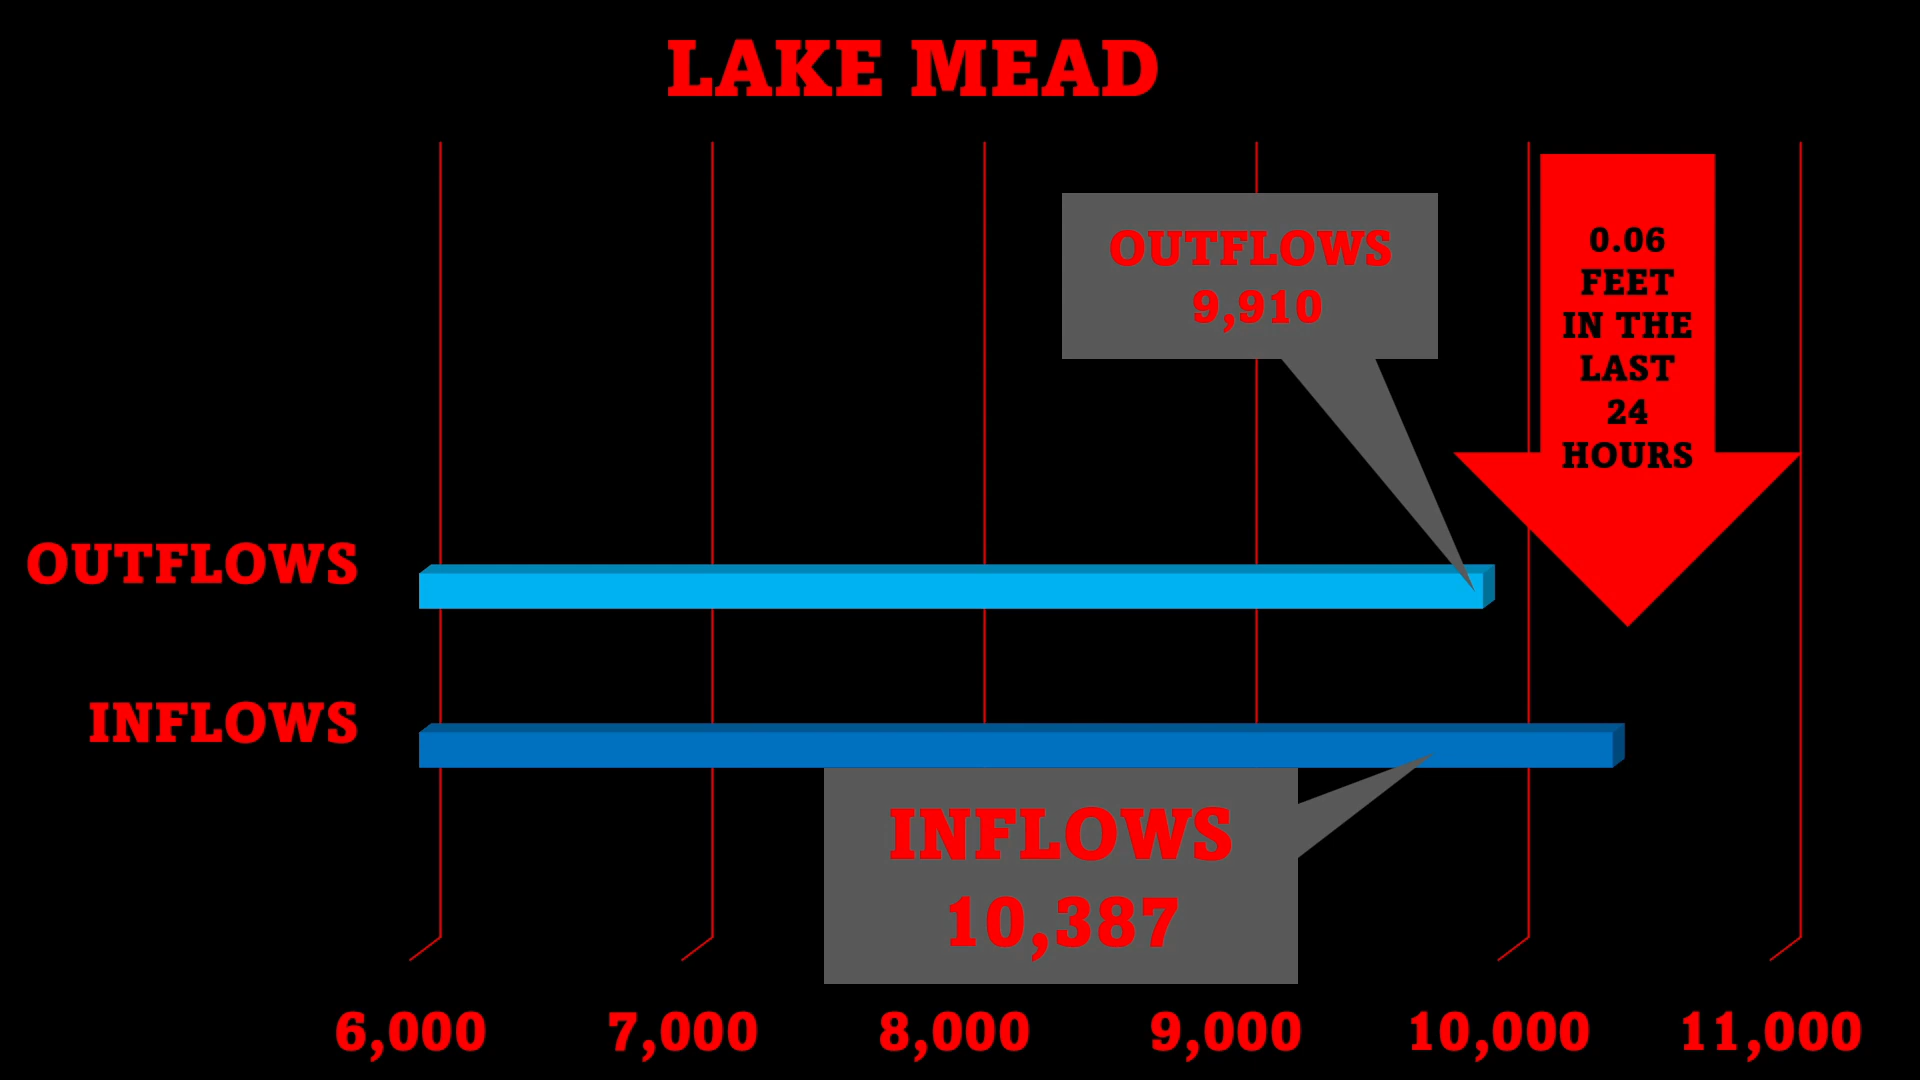 LAKE MEAD
OUTFLOWS
9,910
0.06
FEET
IN THE
LAST
24
HOURS
OUTFLOWS
INFLOWS
INFLOWS
10,387
6,000
7,000
8,000
9,000
10,000
11,000